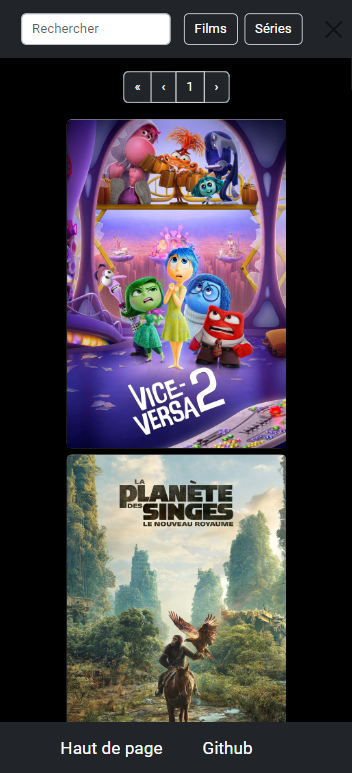 Rechercher
Films
Séries
«
‹
1
›
VICE-
VERSA 2
LA
PLANÈTE
DES
SINGES
LE NOUVEAU ROYAUME
Haut de page
Github